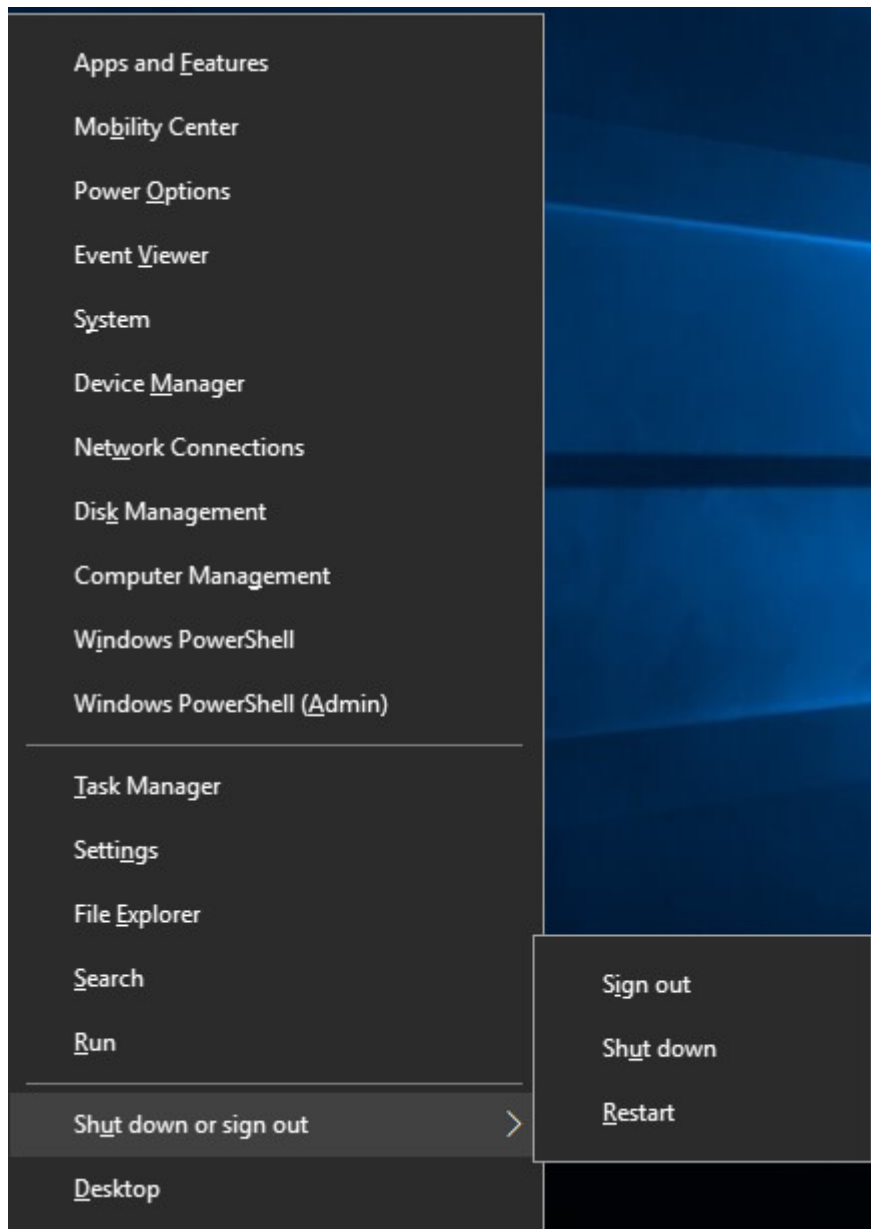 Apps and Features
Mobility Center
Power Options
Event Viewer
System
Device Manager
Network Connections
Disk Management
Computer Management
Windows PowerShell
Windows PowerShell (Admin)
Task Manager
Settings
File Explorer
Search
Run
Shut down or sign out
Desktop
Sign out
Shut down
Restart